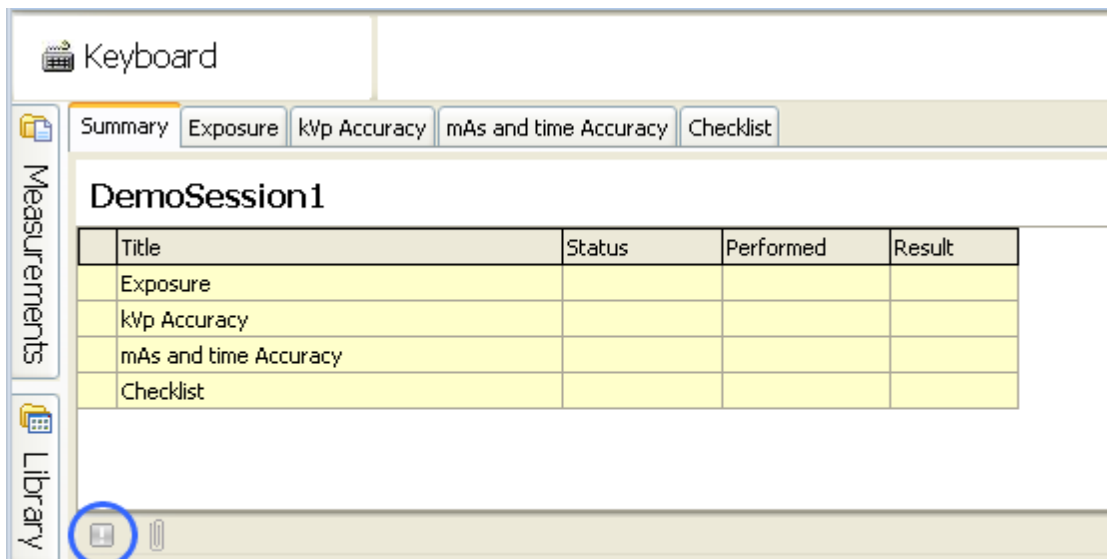 Keyboard
Summary Exposure kVp Accuracy mAs and time Accuracy Checklist
Measurements
DemoSession1
Title Status Performed Result
Exposure
kVp Accuracy
mAs and time Accuracy
Checklist
Library